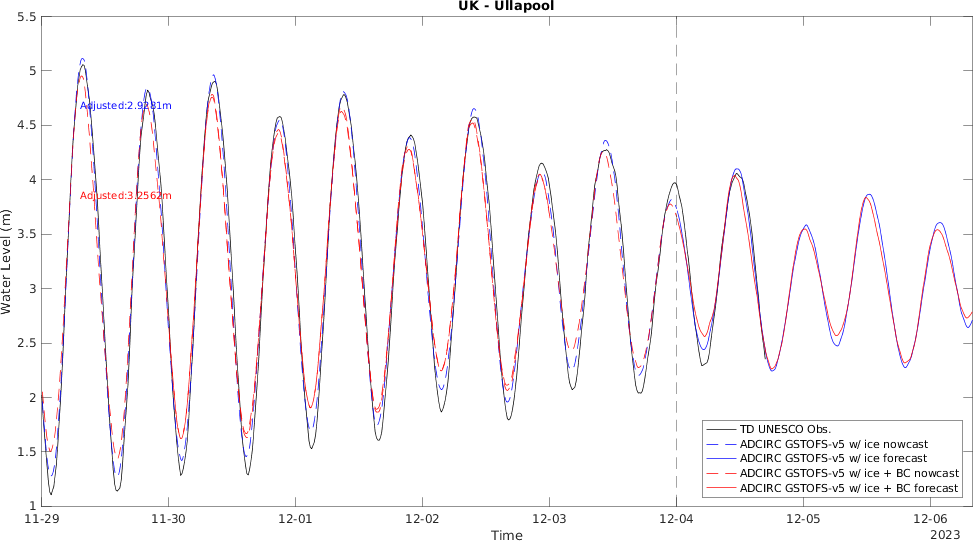 UK - Ullapool
5.5
5
4.5
4
3.5
3
2.5
2
1.5
1
Water Level (m)
Adjusted:2.9281m
Adjusted:3.2562m
TD UNESCO Obs.
ADCIRC GSTOFS-v5 w/ ice nowcast
ADCIRC GSTOFS-v5 w/ ice forecast
ADCIRC GSTOFS-v5 w/ ice + BC nowcast
ADCIRC GSTOFS-v5 w/ ice + BC forecast
11-29 11-30 12-01 12-02 12-03 12-04 12-05 12-06
Time
2023